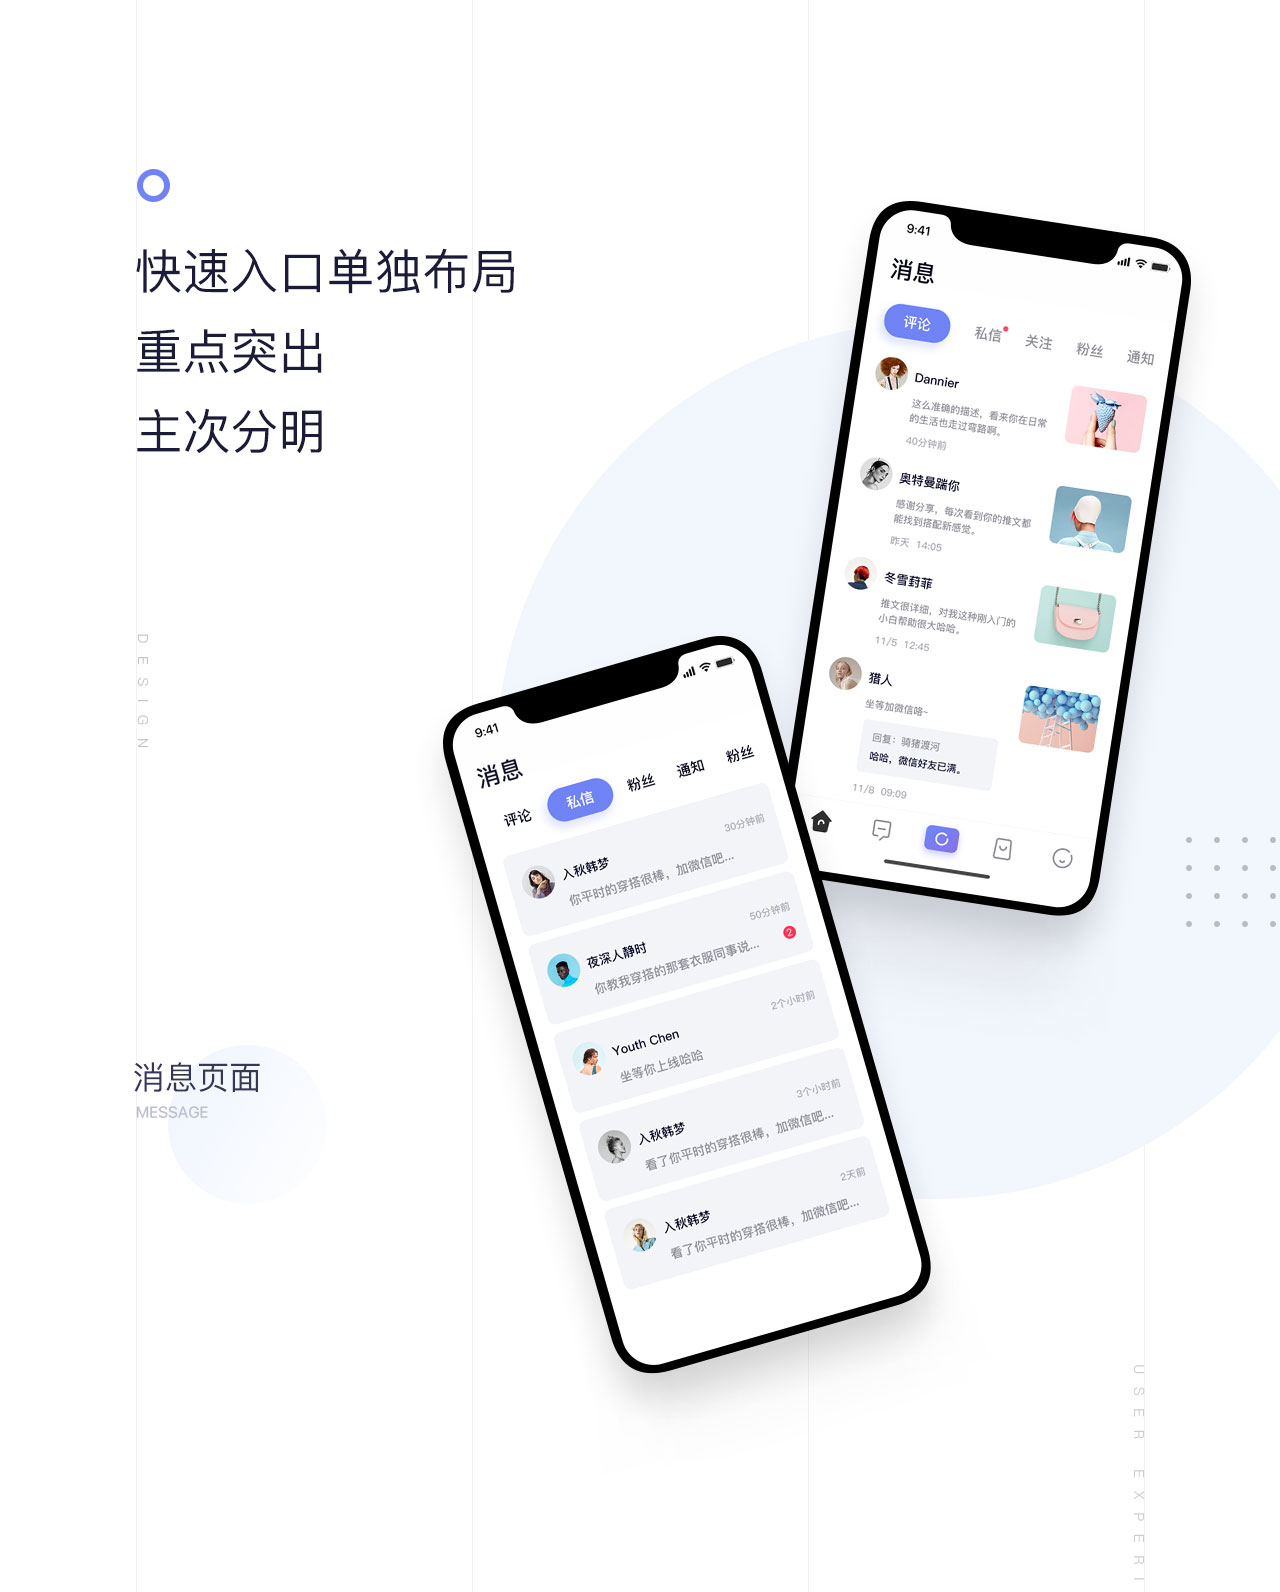 快速入口单独布局
重点突出
主次分明
DESIGN
9:41
消息
评论
私信
关注
粉丝
通知
Dannier
这么准确的描述，看来你在日常
的生活也走过弯路啊。
40分钟前
奥特曼踹你
感谢分享，每次看到你的推文都
能找到搭配新感觉。
昨天 14:05
冬雪葑菲
推文很详细，对我这种刚入门的
小白帮助很大哈哈。
11/5 12:45
猎人
坐等加微信咯~
回复：骑猪渡河
哈哈，微信好友已满。
11/8 09:09
9:41
消息
评论
私信
粉丝
通知
粉丝
30分钟前
入秋韩梦
你平时的穿搭很棒，加微信吧...
50分钟前
夜深人静时
你教我穿搭的那套衣服同事说...
2
2个小时前
Youth Chen
坐等你上线哈哈
3个小时前
入秋韩梦
看了你平时的穿搭很棒，加微信吧...
2天前
入秋韩梦
看了你平时的穿搭很棒，加微信吧...
消息页面
MESSAGE
USER EXPERI